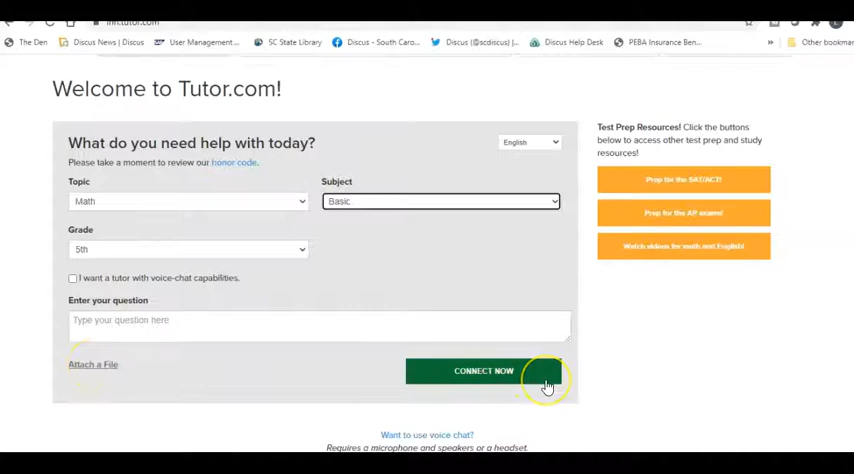 lhh.tutor.com
The Den
Discus News | Discus
User Management...
SC State Library
Discus - South Caro...
Discus (@scdiscus) |...
Discus Help Desk
PEBA Insurance Ben...
»
Other bookmar
Welcome to Tutor.com!
What do you need help with today?
English
Please take a moment to review our honor code.
Topic
Subject
Math
Basic
Grade
5th
I want a tutor with voice-chat capabilities.
Enter your question
Type your question here
Attach a File
CONNECT NOW
Want to use voice chat?
Requires a microphone and speakers or a headset.
Test Prep Resources! Click the buttons
below to access other test prep and study
resources!
Prep for the SAT/ACT!
Prep for the AP exams!
Watch videos for math and English!